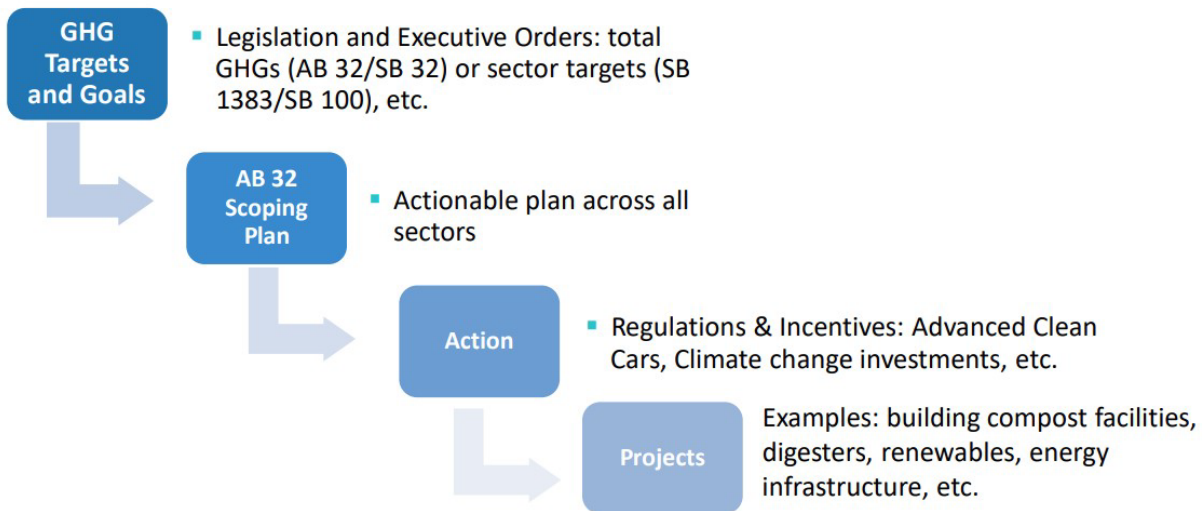 GHG
Targets
and Goals
▪ Legislation and Executive Orders: total
GHGs (AB 32/SB 32) or sector targets (SB
1383/SB 100), etc.
AB 32
Scoping
Plan
▪ Actionable plan across all
sectors
Action
▪ Regulations & Incentives: Advanced Clean
Cars, Climate change investments, etc.
Projects
Examples: building compost facilities,
digesters, renewables, energy
infrastructure, etc.